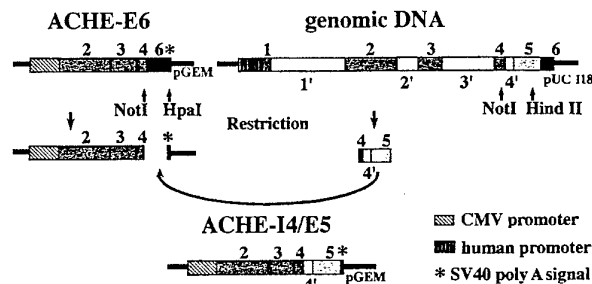 ACHE-E6
genomic DNA
2 3 4 6*
pGEM
1 2 3 4 5 6
1' 2' 3' 4'
pUC 118
NotI HpaI
Restriction
NotI Hind II
2 3 4 *
4 5
4'
ACHE-I4/E5
2 3 4 5*
4'
pGEM
CMV promoter
human promoter
* SV40 poly A signal